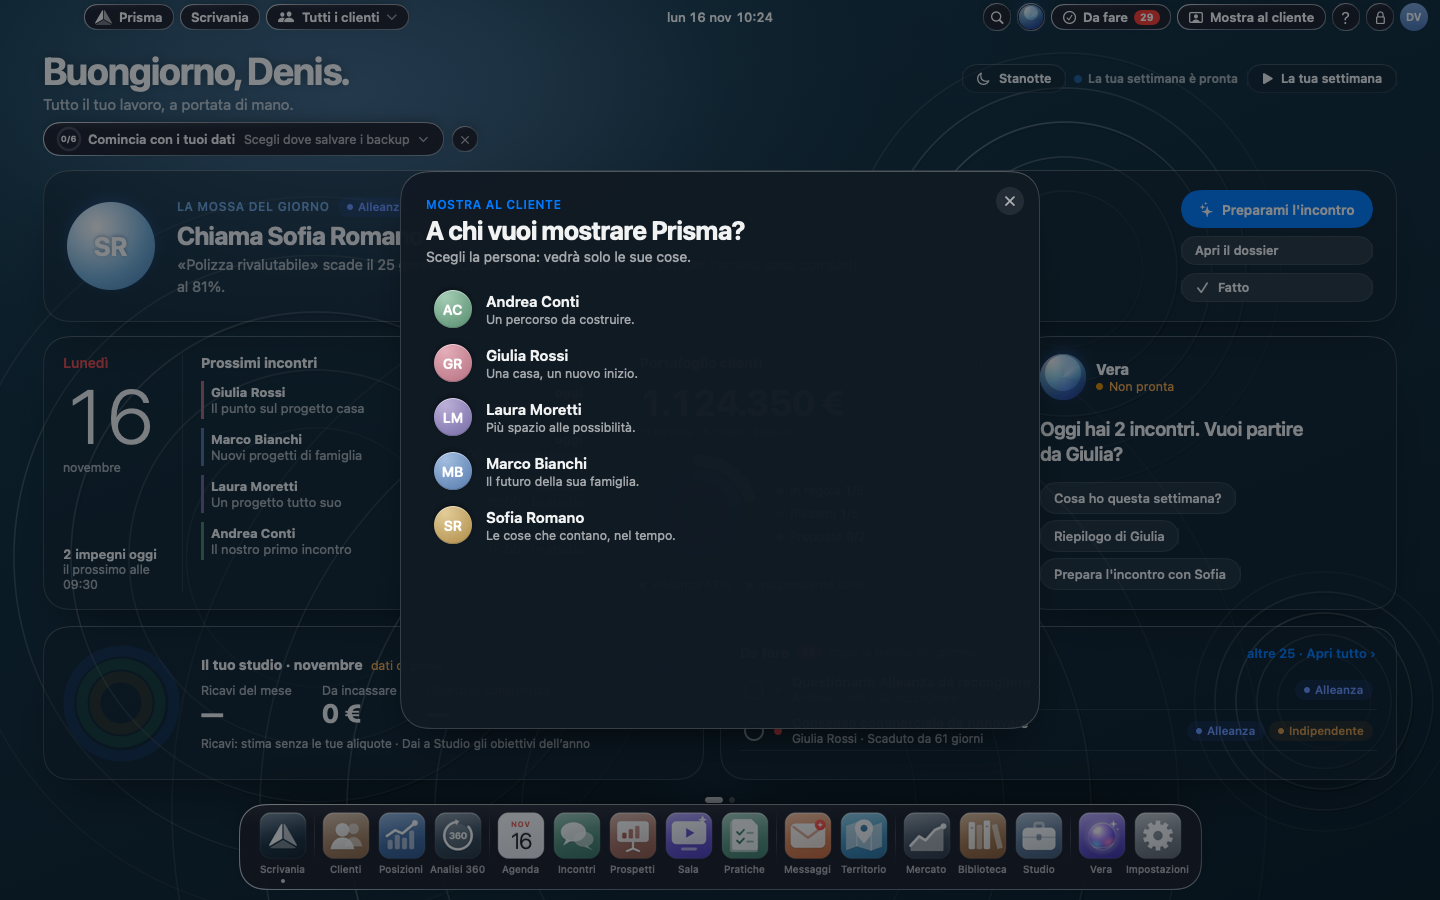 Prisma
Scrivania
Tutti i clienti
lun 16 nov 10:24
Da fare 29
Mostra al cliente
?
DV
Buongiorno, Denis.
Tutto il tuo lavoro, a portata di mano.
Stanotte
La tua settimana è pronta
La tua settimana
0/6 Comincia con i tuoi dati Scegli dove salvare i backup
SR
LA MOSSA DEL GIORNO
Chiama Sofia
«Polizza rivalutabile» scade il 25
al 81%.
Preparami l'incontro
Apri il dossier
Fatto
MOSTRA AL CLIENTE
A chi vuoi mostrare Prisma?
Scegli la persona: vedrà solo le sue cose.
AC
Andrea Conti
Un percorso da costruire.
GR
Giulia Rossi
Una casa, un nuovo inizio.
LM
Laura Moretti
Più spazio alle possibilità.
MB
Marco Bianchi
Il futuro della sua famiglia.
SR
Sofia Romano
Le cose che contano, nel tempo.
Lunedì
16
novembre
2 impegni oggi
il prossimo alle
09:30
Prossimi incontri
Giulia Rossi
Il punto sul progetto casa
Marco Bianchi
Nuovi progetti di famiglia
Laura Moretti
Un progetto tutto suo
Andrea Conti
Il nostro primo incontro
1.124.350 €
Vera
Non pronta
Oggi hai 2 incontri. Vuoi partire
da Giulia?
Cosa ho questa settimana?
Riepilogo di Giulia
Prepara l'incontro con Sofia
Il tuo studio · novembre dati
Ricavi del mese
—
Da incassare
0 €
Ricavi: stima senza le tue aliquote · Dai a Studio gli obiettivi dell'anno
altre 25 · Apri tutto ›
Alleanza
Giulia Rossi · Scaduto da 61 giorni
Alleanza
Indipendente
360
NOV
16
Scrivania
Clienti
Posizioni
Analisi 360
Agenda
Incontri
Prospetti
Sala
Pratiche
Messaggi
Territorio
Mercato
Biblioteca
Studio
Vera
Impostazioni